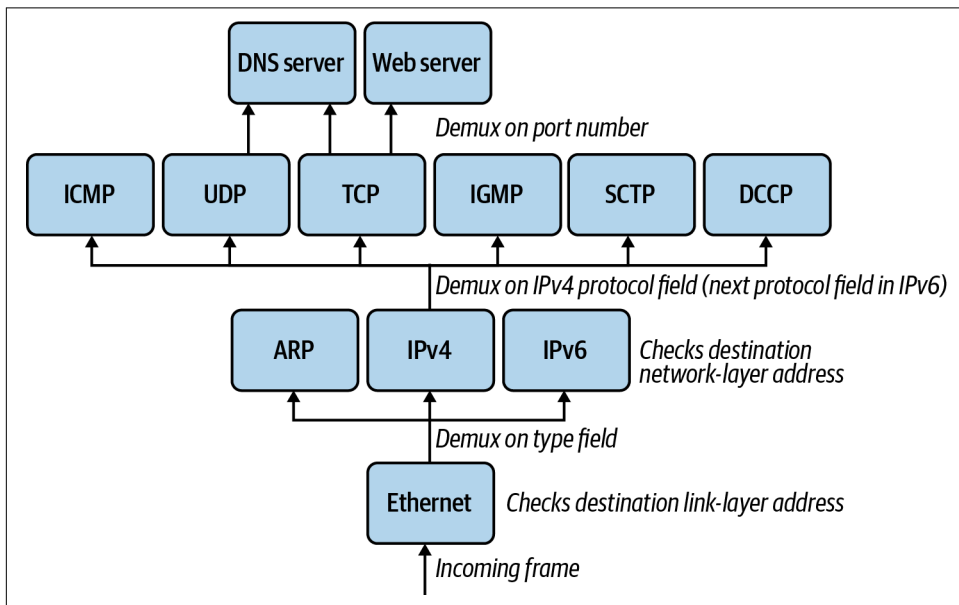 DNS server
Web server
Demux on port number
ICMP
UDP
TCP
IGMP
SCTP
DCCP
Demux on IPv4 protocol field (next protocol field in IPv6)
ARP
IPv4
IPv6
Checks destination
network-layer address
Demux on type field
Ethernet
Checks destination link-layer address
Incoming frame